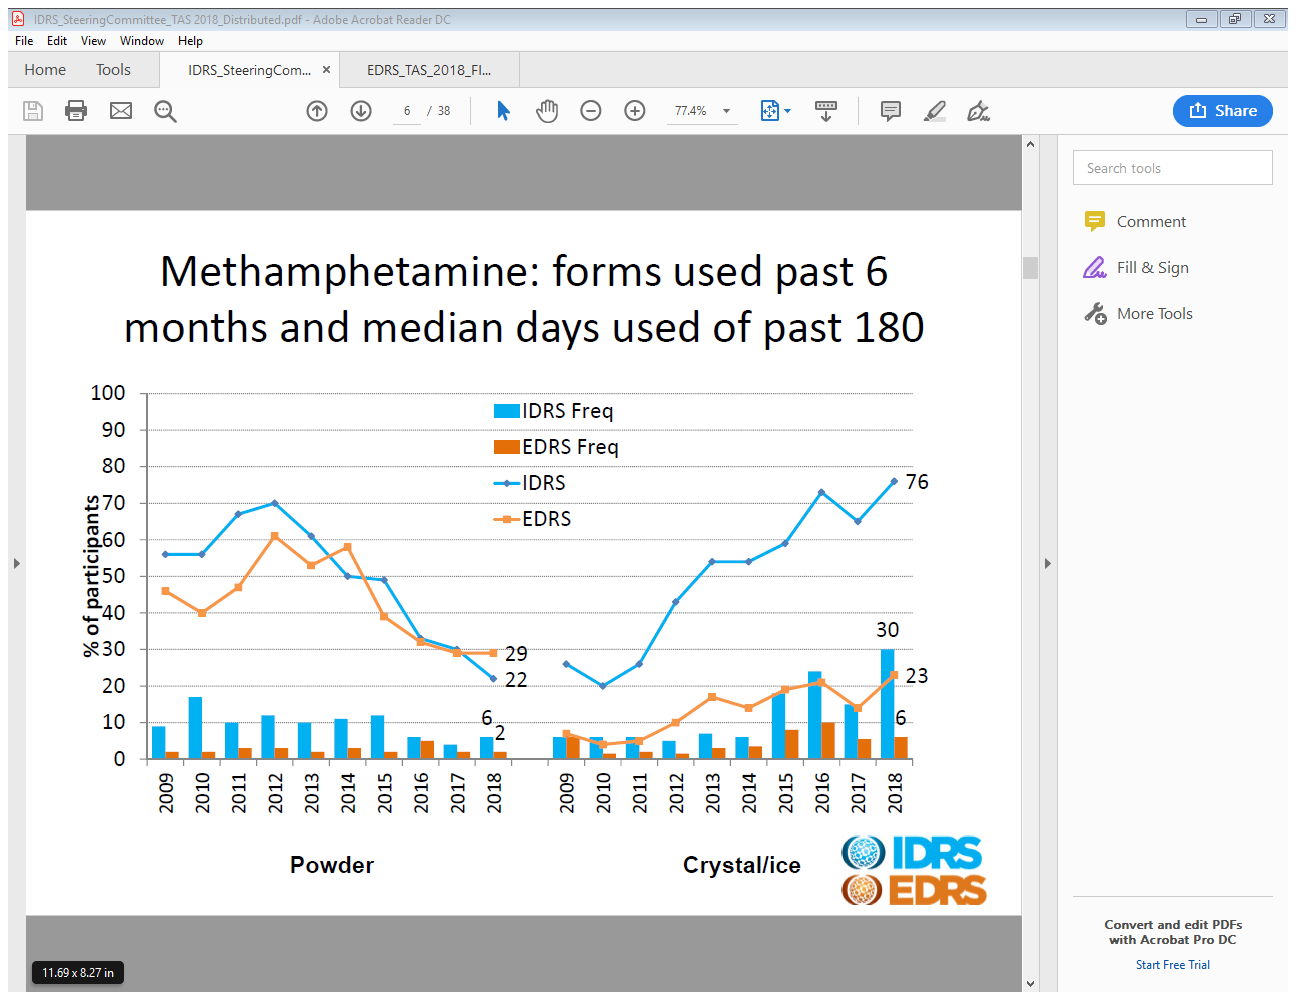 IDRS_SteeringCommittee_TAS 2018_Distributed.pdf - Adobe Acrobat Reader DC
File Edit View Window Help
Home Tools IDRS_SteeringCom... × EDRS_TAS_2018_FI...
6 / 38 77.4% Share
Search tools
Comment
Fill & Sign
More Tools
Methamphetamine: forms used past 6
months and median days used of past 180
% of participants
100
90
80
70
60
50
40
30
20
10
0
IDRS Freq
EDRS Freq
IDRS
EDRS
29
22
6
2
76
30
23
6
2009 2010 2011 2012 2013 2014 2015 2016 2017 2018
2009 2010 2011 2012 2013 2014 2015 2016 2017 2018
Powder
Crystal/ice
IDRS
EDRS
Convert and edit PDFs
with Acrobat Pro DC
Start Free Trial
11.69 x 8.27 in